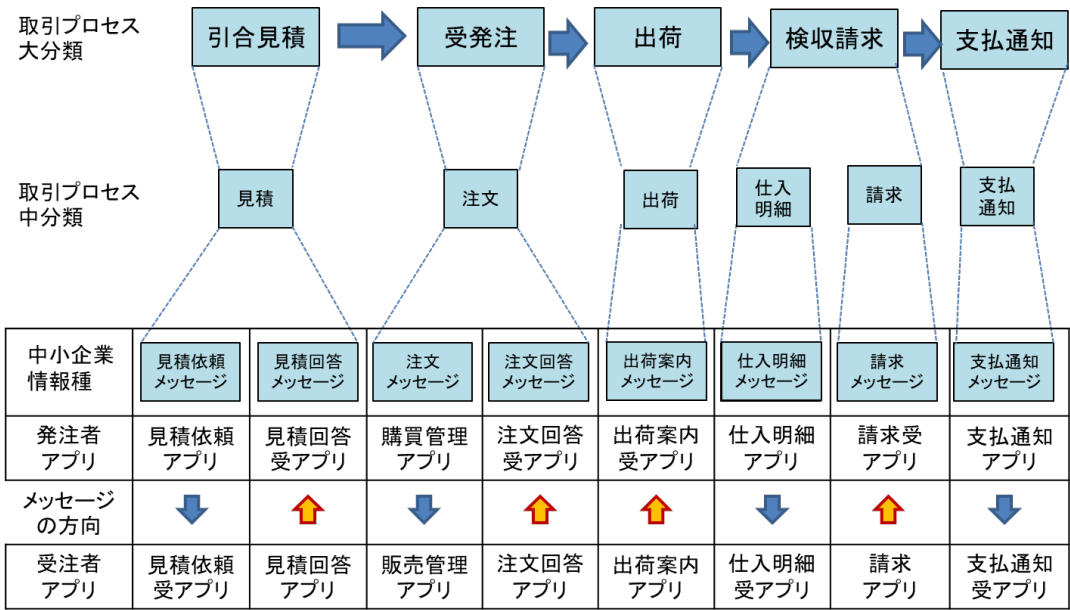 取引プロセス
大分類
引合見積
受発注
出荷
検収請求
支払通知
取引プロセス
中分類
見積
注文
出荷
仕入
明細
請求
支払
通知
中小企業
情報種
見積依頼
メッセージ
見積回答
メッセージ
注文
メッセージ
注文回答
メッセージ
出荷案内
メッセージ
仕入明細
メッセージ
請求
メッセージ
支払通知
メッセージ
発注者
アプリ
見積依頼
アプリ
見積回答
受アプリ
購買管理
アプリ
注文回答
受アプリ
出荷案内
受アプリ
仕入明細
アプリ
請求受
アプリ
支払通知
アプリ
メッセージ
の方向
受注者
アプリ
見積依頼
受アプリ
見積回答
アプリ
販売管理
アプリ
注文回答
アプリ
出荷案内
アプリ
仕入明細
受アプリ
請求
アプリ
支払通知
受アプリ